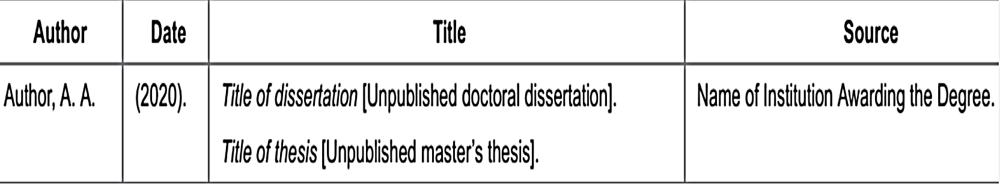 Author Date Title Source
Author, A. A. (2020). Title of dissertation [Unpublished doctoral dissertation]. Name of Institution Awarding the Degree.
Title of thesis [Unpublished master’s thesis].